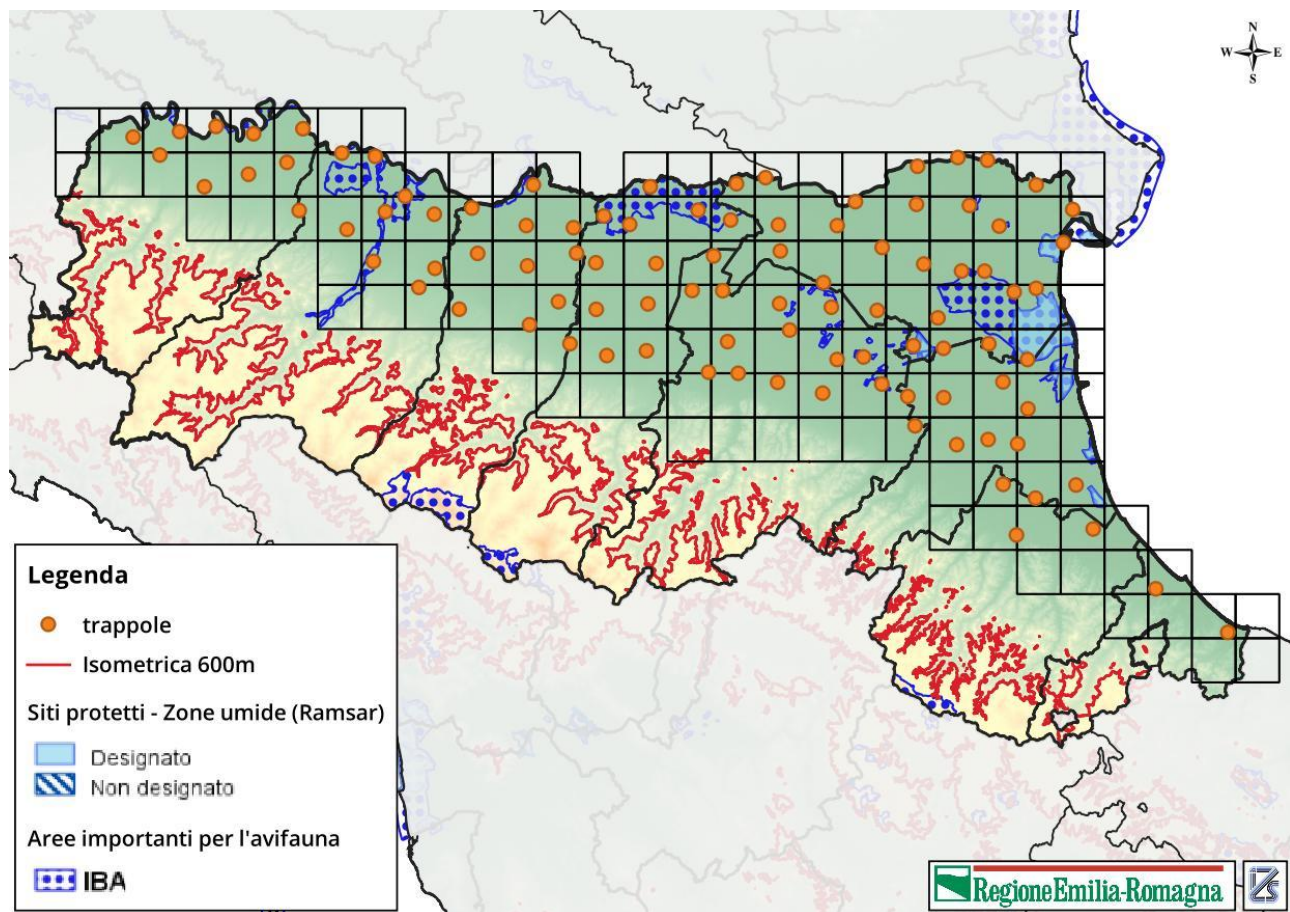 N
W E
S
Legenda
trappole
Isometrica 600m
Siti protetti - Zone umide (Ramsar)
Designato
Non designato
Aree importanti per l'avifauna
IBA
RegioneEmilia-Romagna
IZS